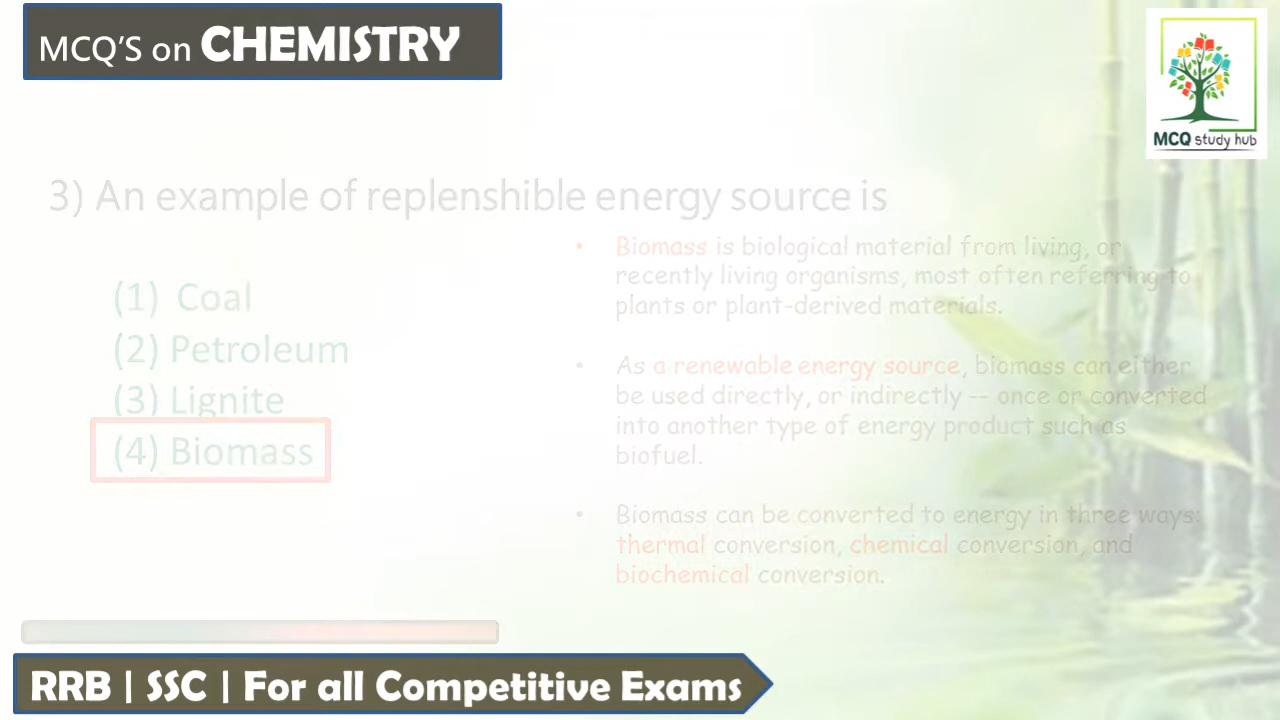 MCQ'S on CHEMISTRY
MCQ study hub
3) An example of replenshible energy source is
(1) Coal
(2) Petroleum
(3) Lignite
(4) Biomass
• Biomass is biological material from living, or
recently living organisms, most often referring to
plants or plant-derived materials.
• As a renewable energy source, biomass can either
be used directly, or indirectly -- once or converted
into another type of energy product such as
biofuel.
• Biomass can be converted to energy in three ways:
thermal conversion, chemical conversion, and
biochemical conversion.
RRB | SSC | For all Competitive Exams